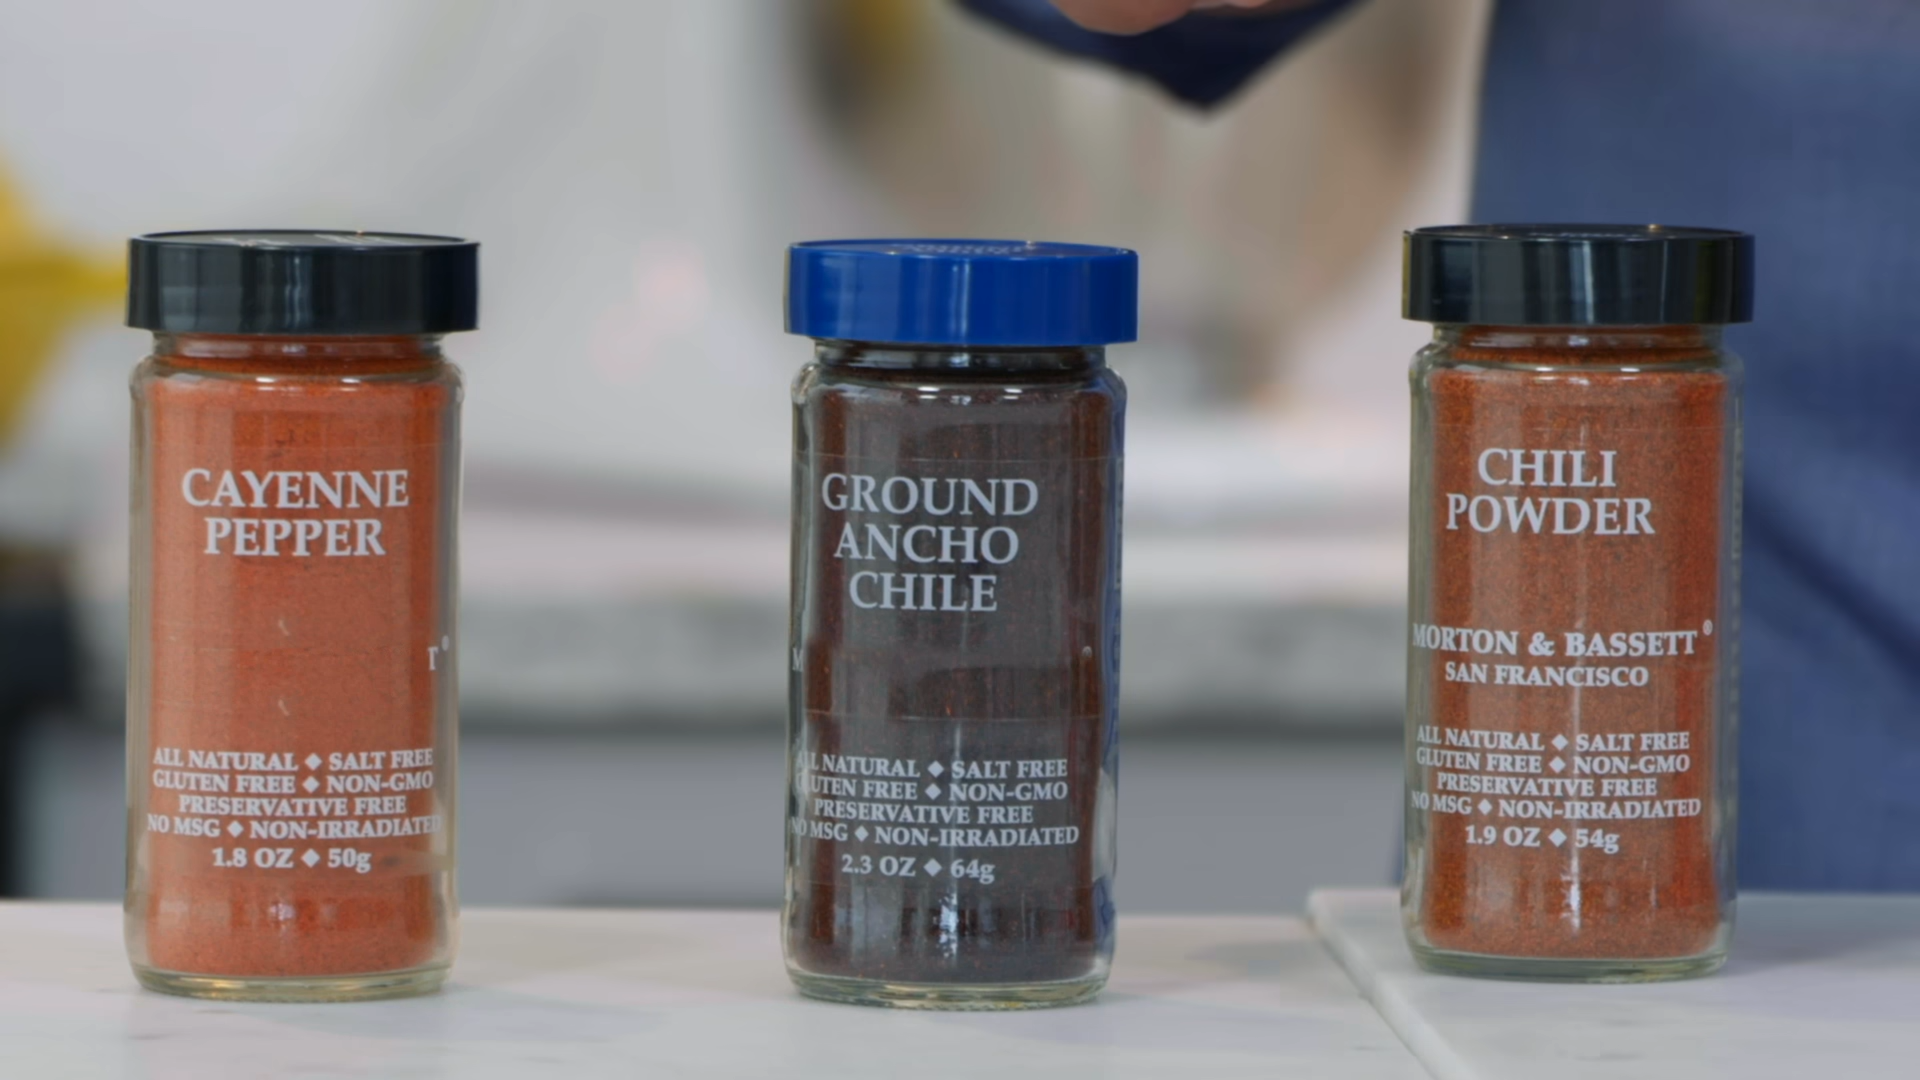 CAYENNE
PEPPER
T®
ALL NATURAL ◆ SALT FREE
GLUTEN FREE ◆ NON-GMO
PRESERVATIVE FREE
NO MSG ◆ NON-IRRADIATED
1.8 OZ ◆ 50g
GROUND
ANCHO
CHILE
M
ALL NATURAL ◆ SALT FREE
GLUTEN FREE ◆ NON-GMO
PRESERVATIVE FREE
NO MSG ◆ NON-IRRADIATED
2.3 OZ ◆ 64g
CHILI
POWDER
MORTON & BASSETT®
SAN FRANCISCO
ALL NATURAL ◆ SALT FREE
GLUTEN FREE ◆ NON-GMO
PRESERVATIVE FREE
NO MSG ◆ NON-IRRADIATED
1.9 OZ ◆ 54g